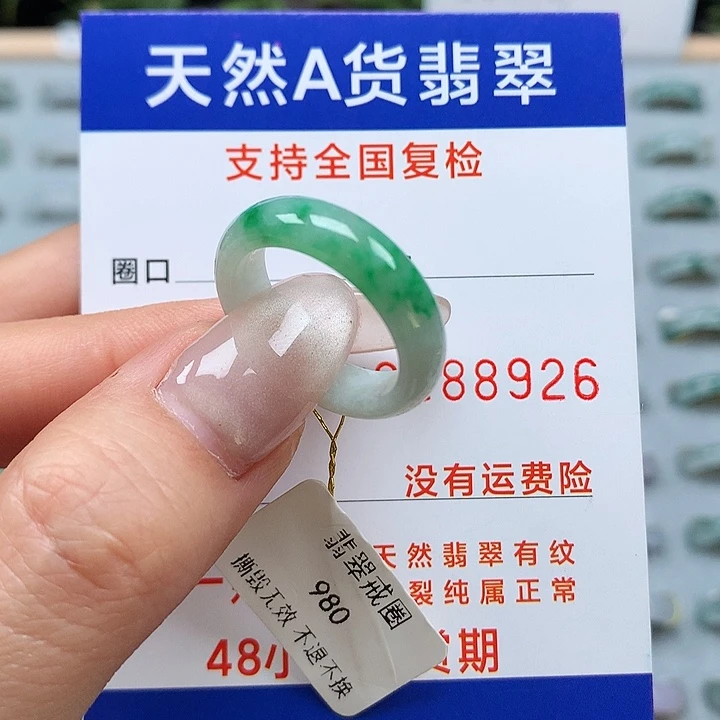 天然A货翡翠
支持全国复检
圈口
88926
没有运费险
天然翡翠有纹
裂纯属正常
48小 期
翡翠戒圈
980
撕毁无效 不退不换